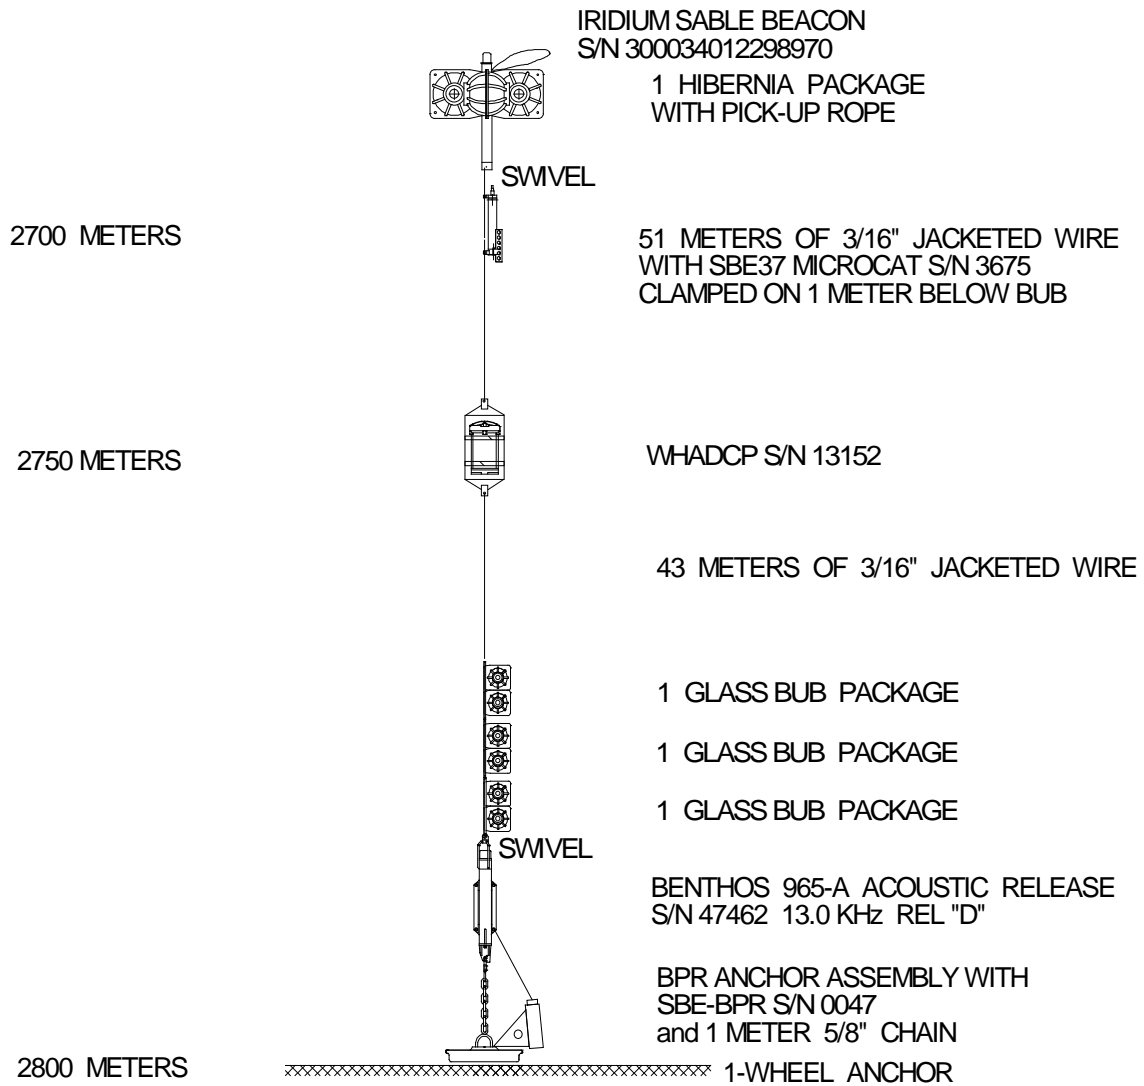 IRIDIUM SABLE BEACON
S/N 300034012298970
1 HIBERNIA PACKAGE
WITH PICK-UP ROPE
SWIVEL
2700 METERS
51 METERS OF 3/16" JACKETED WIRE
WITH SBE37 MICROCAT S/N 3675
CLAMPED ON 1 METER BELOW BUB
2750 METERS
WHADCP S/N 13152
43 METERS OF 3/16" JACKETED WIRE
1 GLASS BUB PACKAGE
1 GLASS BUB PACKAGE
1 GLASS BUB PACKAGE
SWIVEL
BENTHOS 965-A ACOUSTIC RELEASE
S/N 47462 13.0 KHz REL "D"
BPR ANCHOR ASSEMBLY WITH
SBE-BPR S/N 0047
and 1 METER 5/8" CHAIN
2800 METERS
1-WHEEL ANCHOR